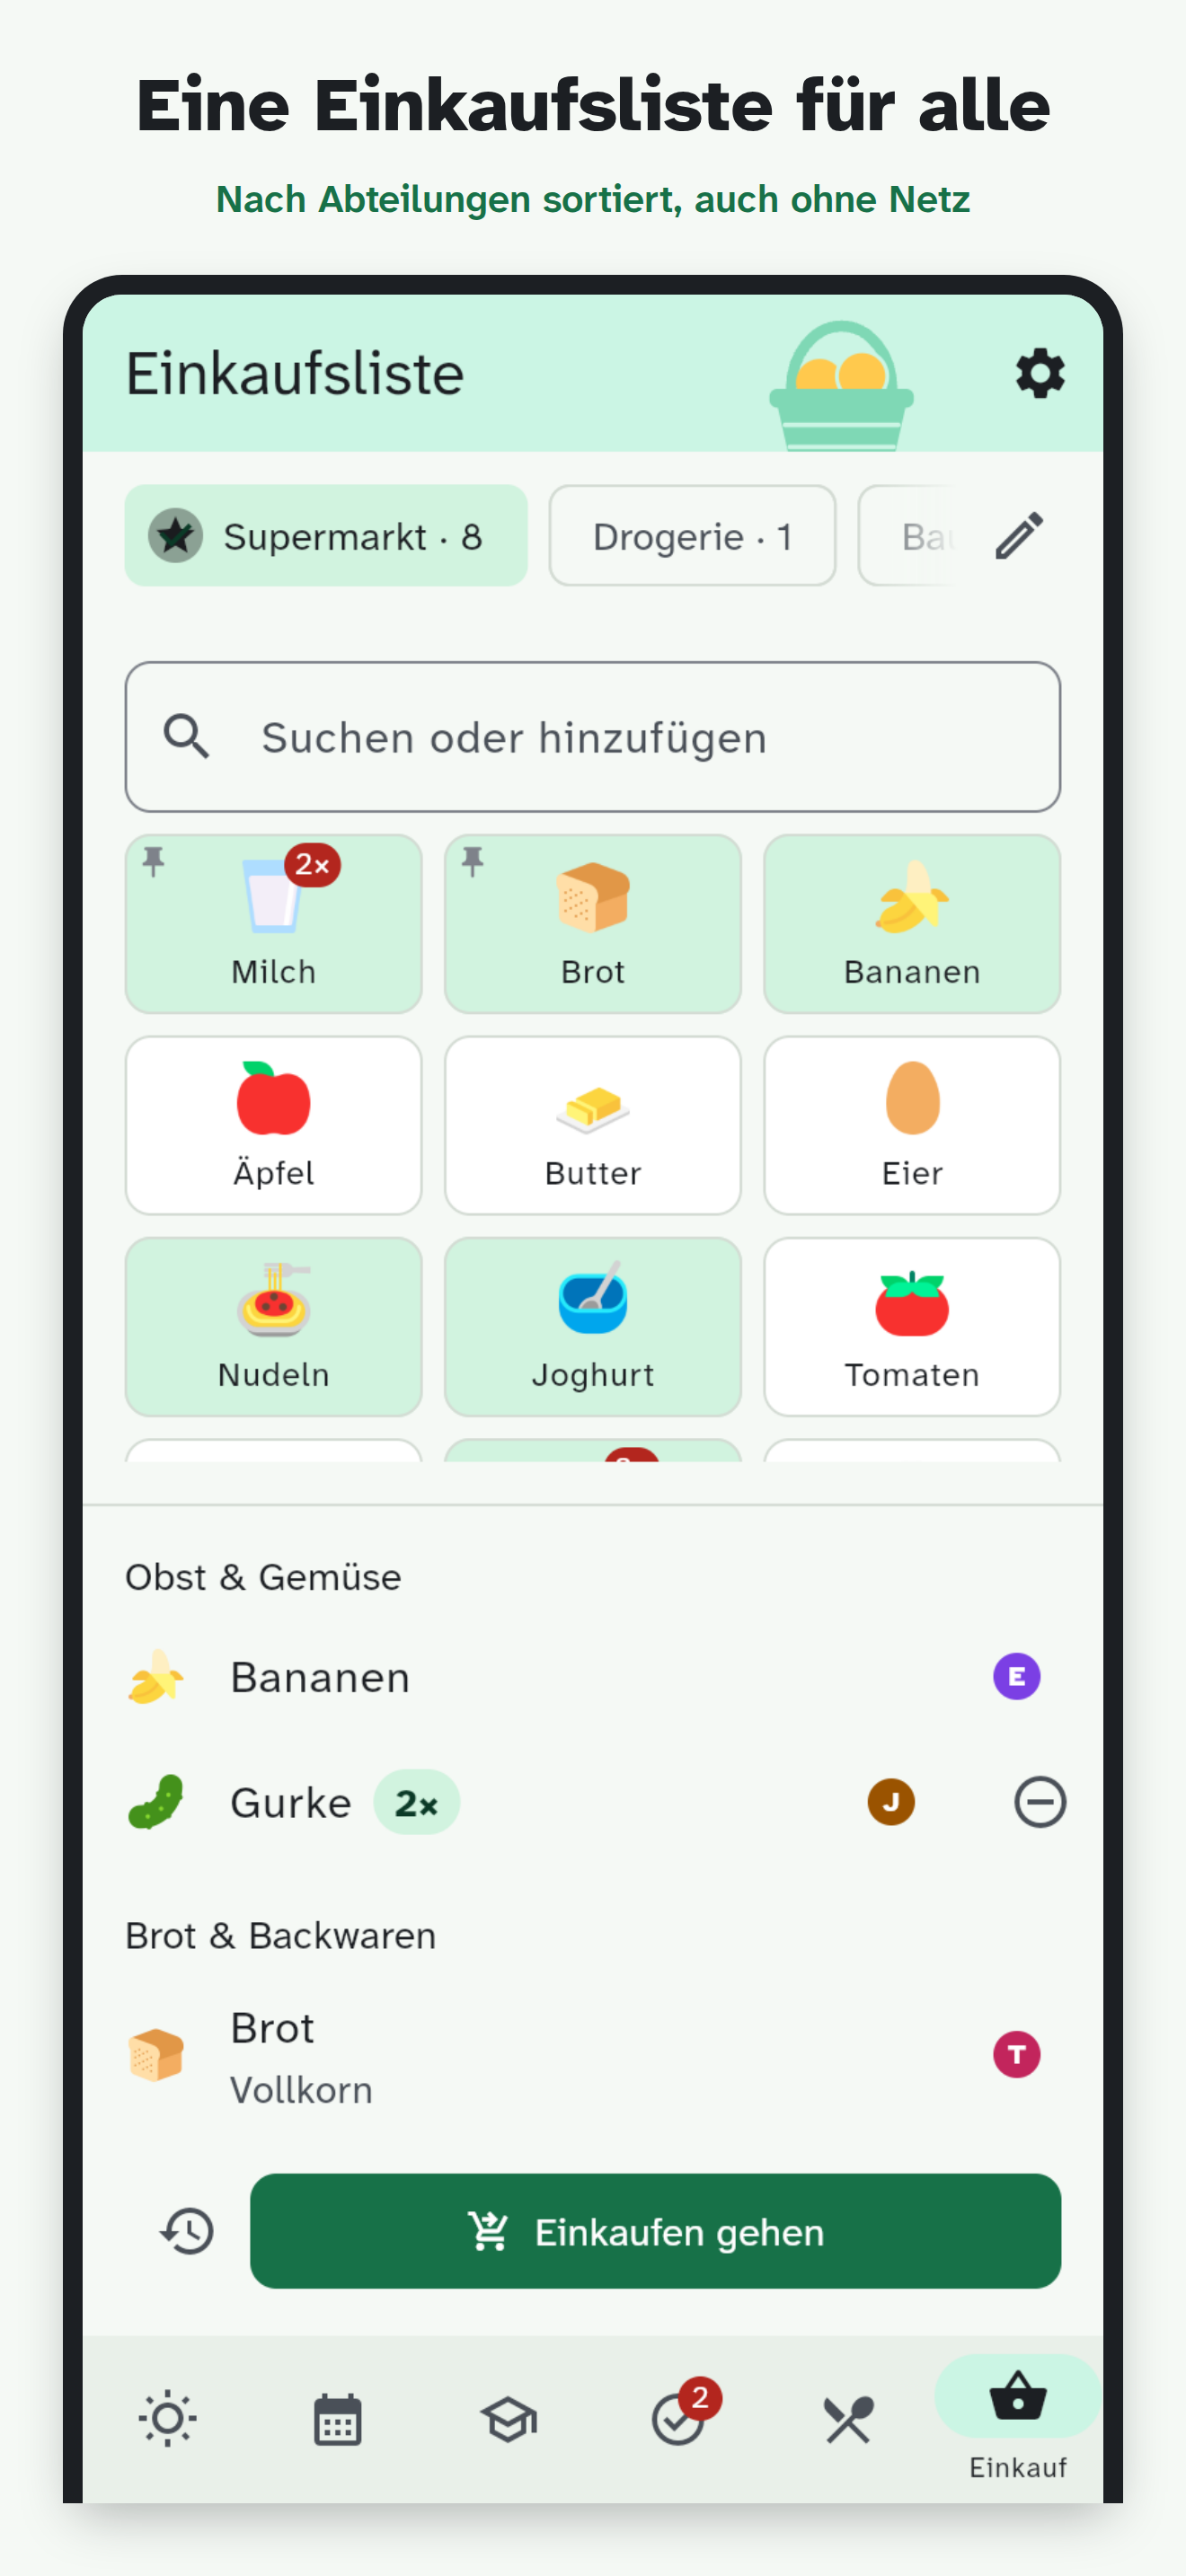 Eine Einkaufsliste für alle
Nach Abteilungen sortiert, auch ohne Netz
Einkaufsliste
Supermarkt · 8
Drogerie · 1
Suchen oder hinzufügen
2×
Milch
Brot
Bananen
Äpfel
Butter
Eier
Nudeln
Joghurt
Tomaten
Obst & Gemüse
Bananen
E
Gurke 2×
J
Brot & Backwaren
Brot
T
Vollkorn
Einkaufen gehen
2
Einkauf